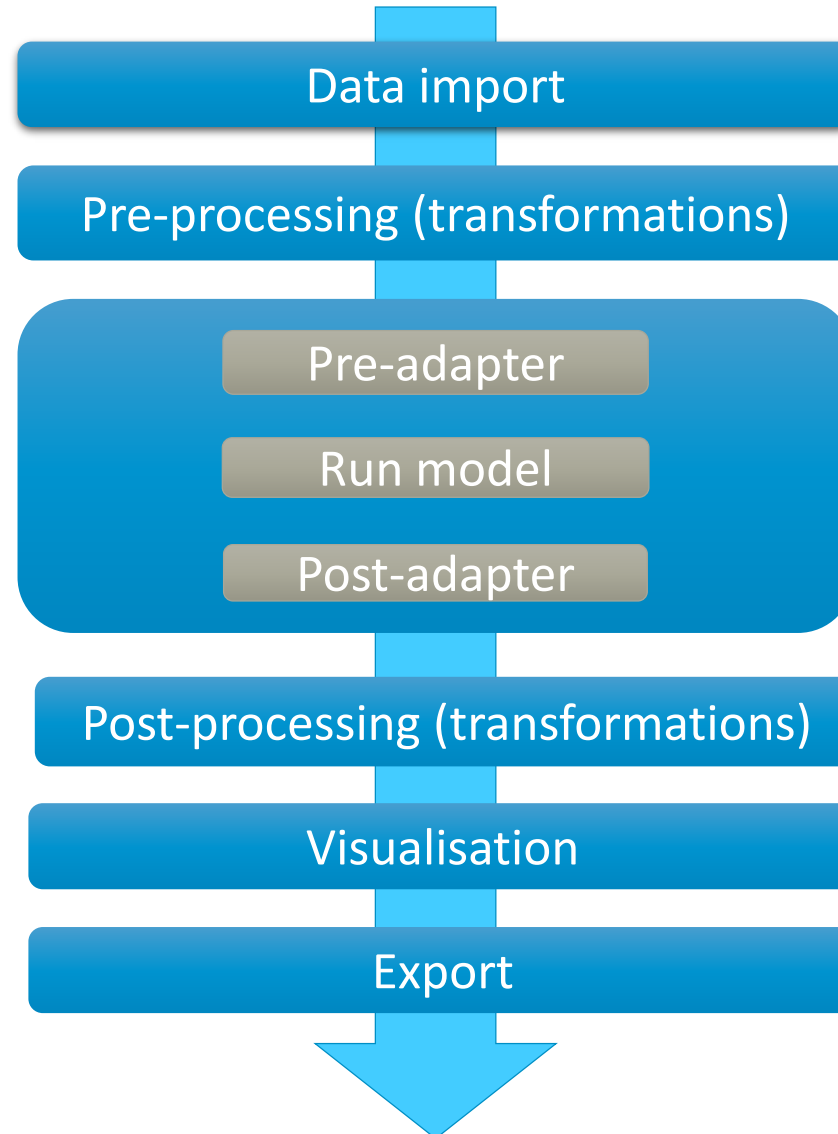 Data import
Pre-processing (transformations)
Pre-adapter
Run model
Post-adapter
Post-processing (transformations)
Visualisation
Export